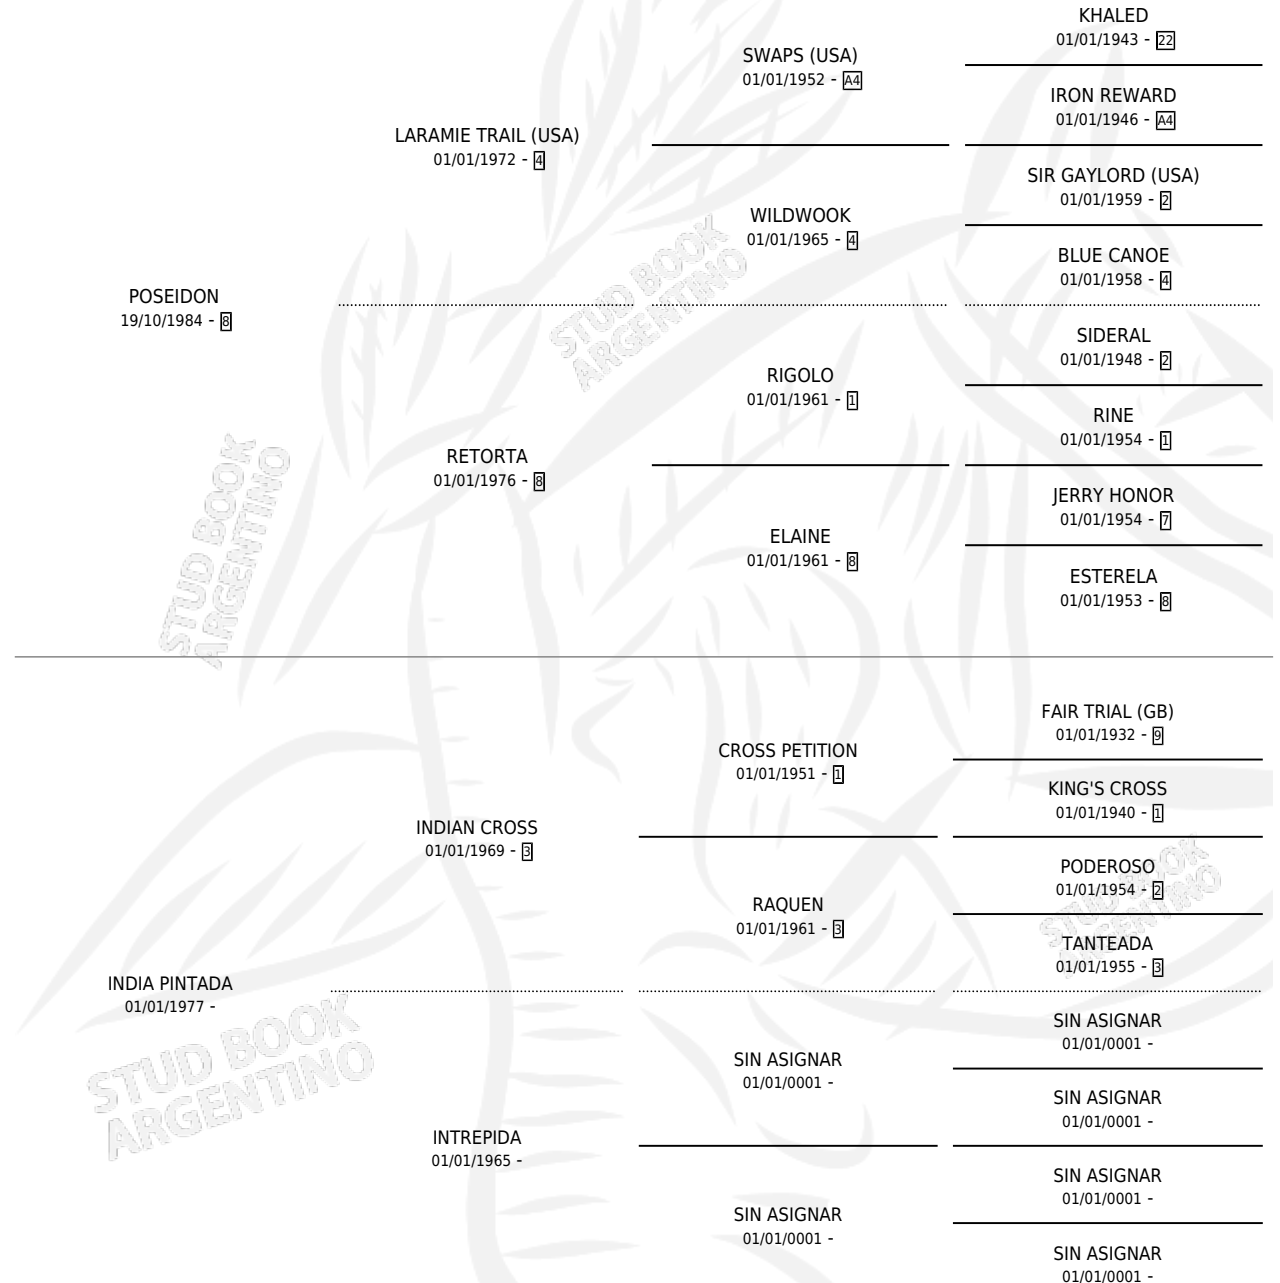 KHALED
01/01/1943 - 22
SWAPS (USA)
01/01/1952 - A4
IRON REWARD
01/01/1946 - A4
LARAMIE TRAIL (USA)
01/01/1972 - 4
SIR GAYLORD (USA)
01/01/1959 - 2
WILDWOOK
01/01/1965 - 4
BLUE CANOE
01/01/1958 - 4
POSEIDON
19/10/1984 - 8
STUD BOOK
ARGENTINO
SIDERAL
01/01/1948 - 2
RIGOLO
01/01/1961 - 1
RINE
01/01/1954 - 1
RETORTA
01/01/1976 - 8
JERRY HONOR
01/01/1954 - 7
ELAINE
01/01/1961 - 8
ESTERELA
01/01/1953 - 8
STUD BOOK
ARGENTINO
FAIR TRIAL (GB)
01/01/1932 - 9
CROSS PETITION
01/01/1951 - 1
KING'S CROSS
01/01/1940 - 1
INDIAN CROSS
01/01/1969 - 3
PODEROSO
01/01/1954 - 2
RAQUEN
01/01/1961 - 3
TANTEADA
01/01/1955 - 3
STUD BOOK
ARGENTINO
INDIA PINTADA
01/01/1977 -
SIN ASIGNAR
01/01/0001 -
SIN ASIGNAR
01/01/0001 -
SIN ASIGNAR
01/01/0001 -
STUD BOOK
ARGENTINO
INTREPIDA
01/01/1965 -
SIN ASIGNAR
01/01/0001 -
SIN ASIGNAR
01/01/0001 -
SIN ASIGNAR
01/01/0001 -